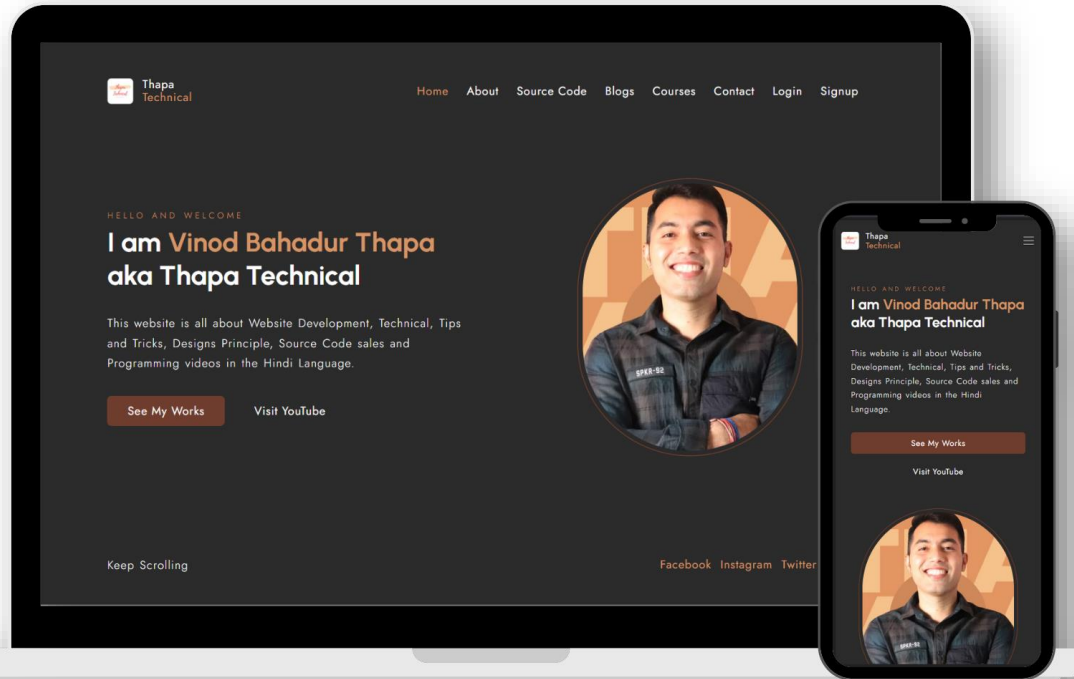 Thapa
Technical
Home About Source Code Blogs Courses Contact Login Signup
HELLO AND WELCOME
I am Vinod Bahadur Thapa
aka Thapa Technical
This website is all about Website Development, Technical, Tips
and Tricks, Designs Principle, Source Code sales and
Programming videos in the Hindi Language.
See My Works Visit YouTube
SPKR-82
Keep Scrolling
Facebook Instagram Twitter
Thapa
Technical
HELLO AND WELCOME
I am Vinod Bahadur Thapa
aka Thapa Technical
This website is all about Website
Development, Technical, Tips and Tricks,
Designs Principle, Source Code sales and
Programming videos in the Hindi
Language.
See My Works
Visit YouTube
SPKR-82